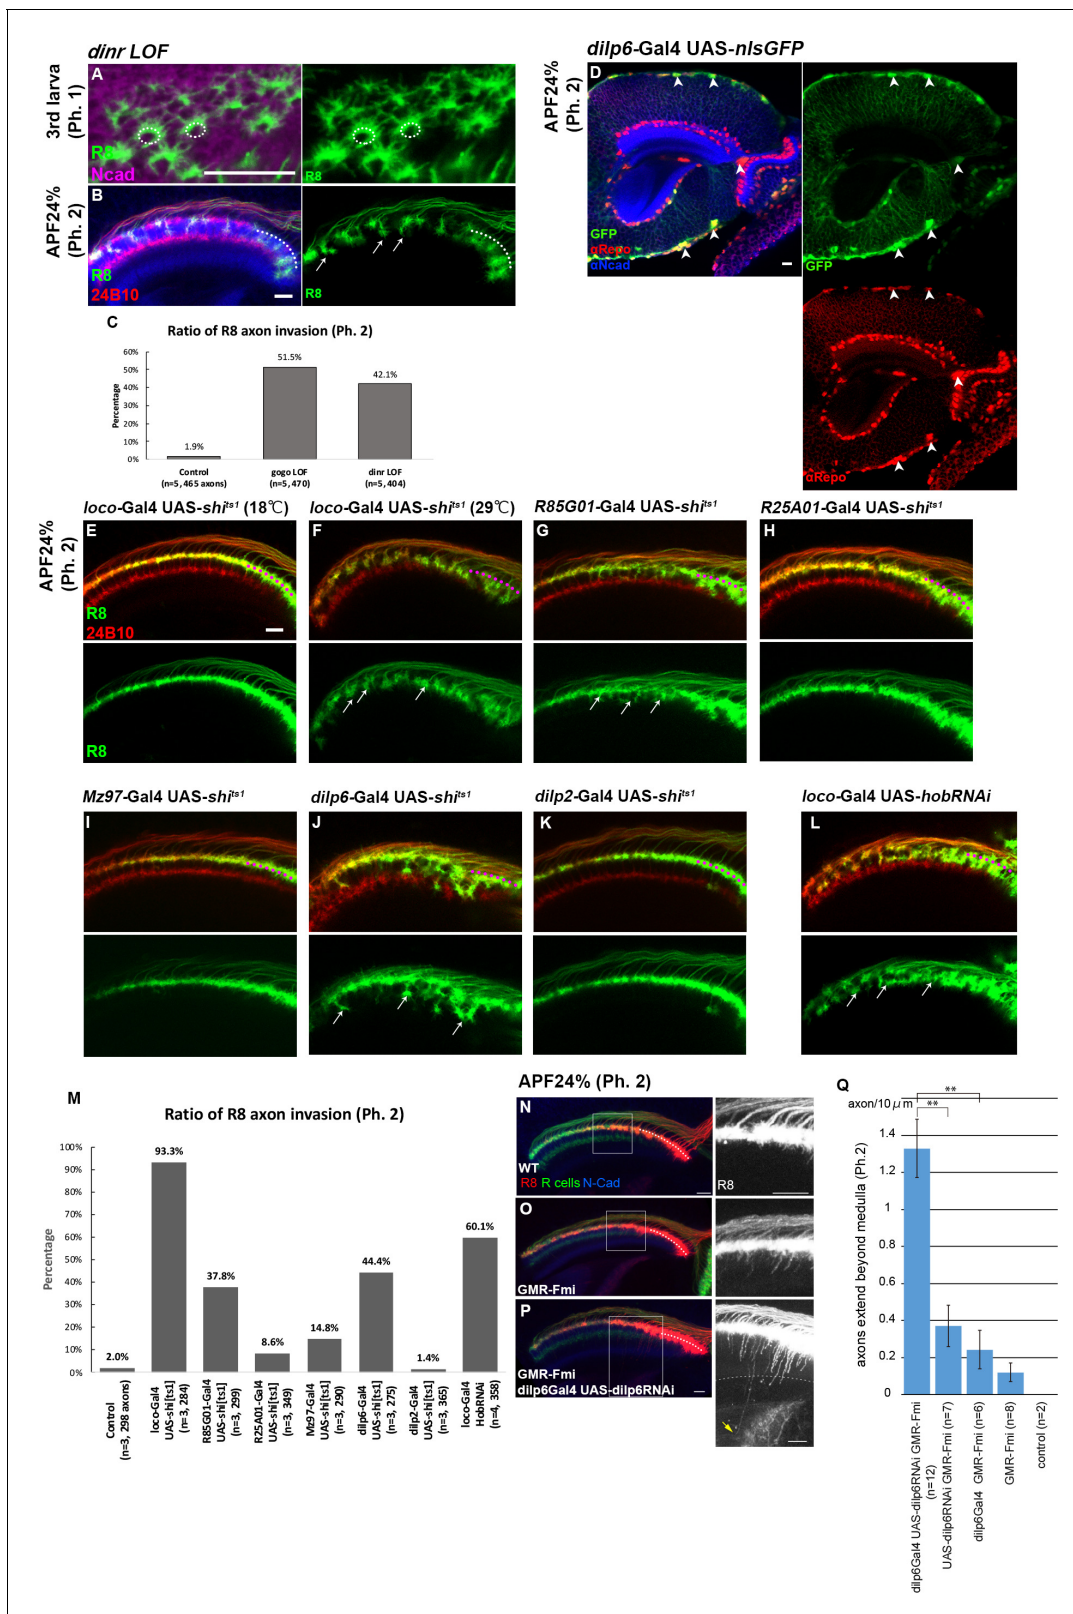 dinr LOF
dilp6-Gal4 UAS-nlsGFP
3rd larva
(Ph. 1)
A
R8
Ncad
R8
APF24%
(Ph. 2)
B
R8
24B10
R8
APF24%
(Ph. 2)
D
GFP
αRepo
αNcad
GFP
αRepo
C
Ratio of R8 axon invasion (Ph. 2)
Percentage
60%
50%
40%
30%
20%
10%
0%
1.9%
51.5%
42.1%
Control
(n=5, 465 axons)
gogo LOF
(n=5, 470)
dinr LOF
(n=5, 404)
loco-Gal4 UAS-shi^ts1 (18℃)
loco-Gal4 UAS-shi^ts1 (29℃)
R85G01-Gal4 UAS-shi^ts1
R25A01-Gal4 UAS-shi^ts1
APF24%
(Ph. 2)
E
R8
24B10
F
G
H
R8
Mz97-Gal4 UAS-shi^ts1
dilp6-Gal4 UAS-shi^ts1
dilp2-Gal4 UAS-shi^ts1
loco-Gal4 UAS-hobRNAi
I
J
K
L
M
Ratio of R8 axon invasion (Ph. 2)
Percentage
100%
90%
80%
70%
60%
50%
40%
30%
20%
10%
0%
2.0%
93.3%
37.8%
8.6%
14.8%
44.4%
1.4%
60.1%
Control
(n=3, 298 axons)
loco-Gal4
UAS-shi[ts1]
(n=3, 284)
R85G01-Gal4
UAS-shi[ts1]
(n=3, 299)
R25A01-Gal4
UAS-shi[ts1]
(n=3, 349)
Mz97-Gal4
UAS-shi[ts1]
(n=3, 290)
dilp6-Gal4
UAS-shi[ts1]
(n=3, 275)
dilp2-Gal4
UAS-shi[ts1]
(n=3, 365)
loco-Gal4
HobRNAi
(n=4, 358)
APF24% (Ph. 2)
N
WT
R8 R cells N-Cad
R8
O
GMR-Fmi
P
GMR-Fmi
dilp6Gal4 UAS-dilp6RNAi
Q
axon/10μm
**
**
axons extend beyond medulla (Ph.2)
1.4
1.2
1
0.8
0.6
0.4
0.2
0
dilp6Gal4 UAS-dilp6RNAi GMR-Fmi
(n=12)
UAS-dilp6RNAi GMR-Fmi (n=7)
dilp6Gal4 GMR-Fmi (n=6)
GMR-Fmi (n=8)
control (n=2)